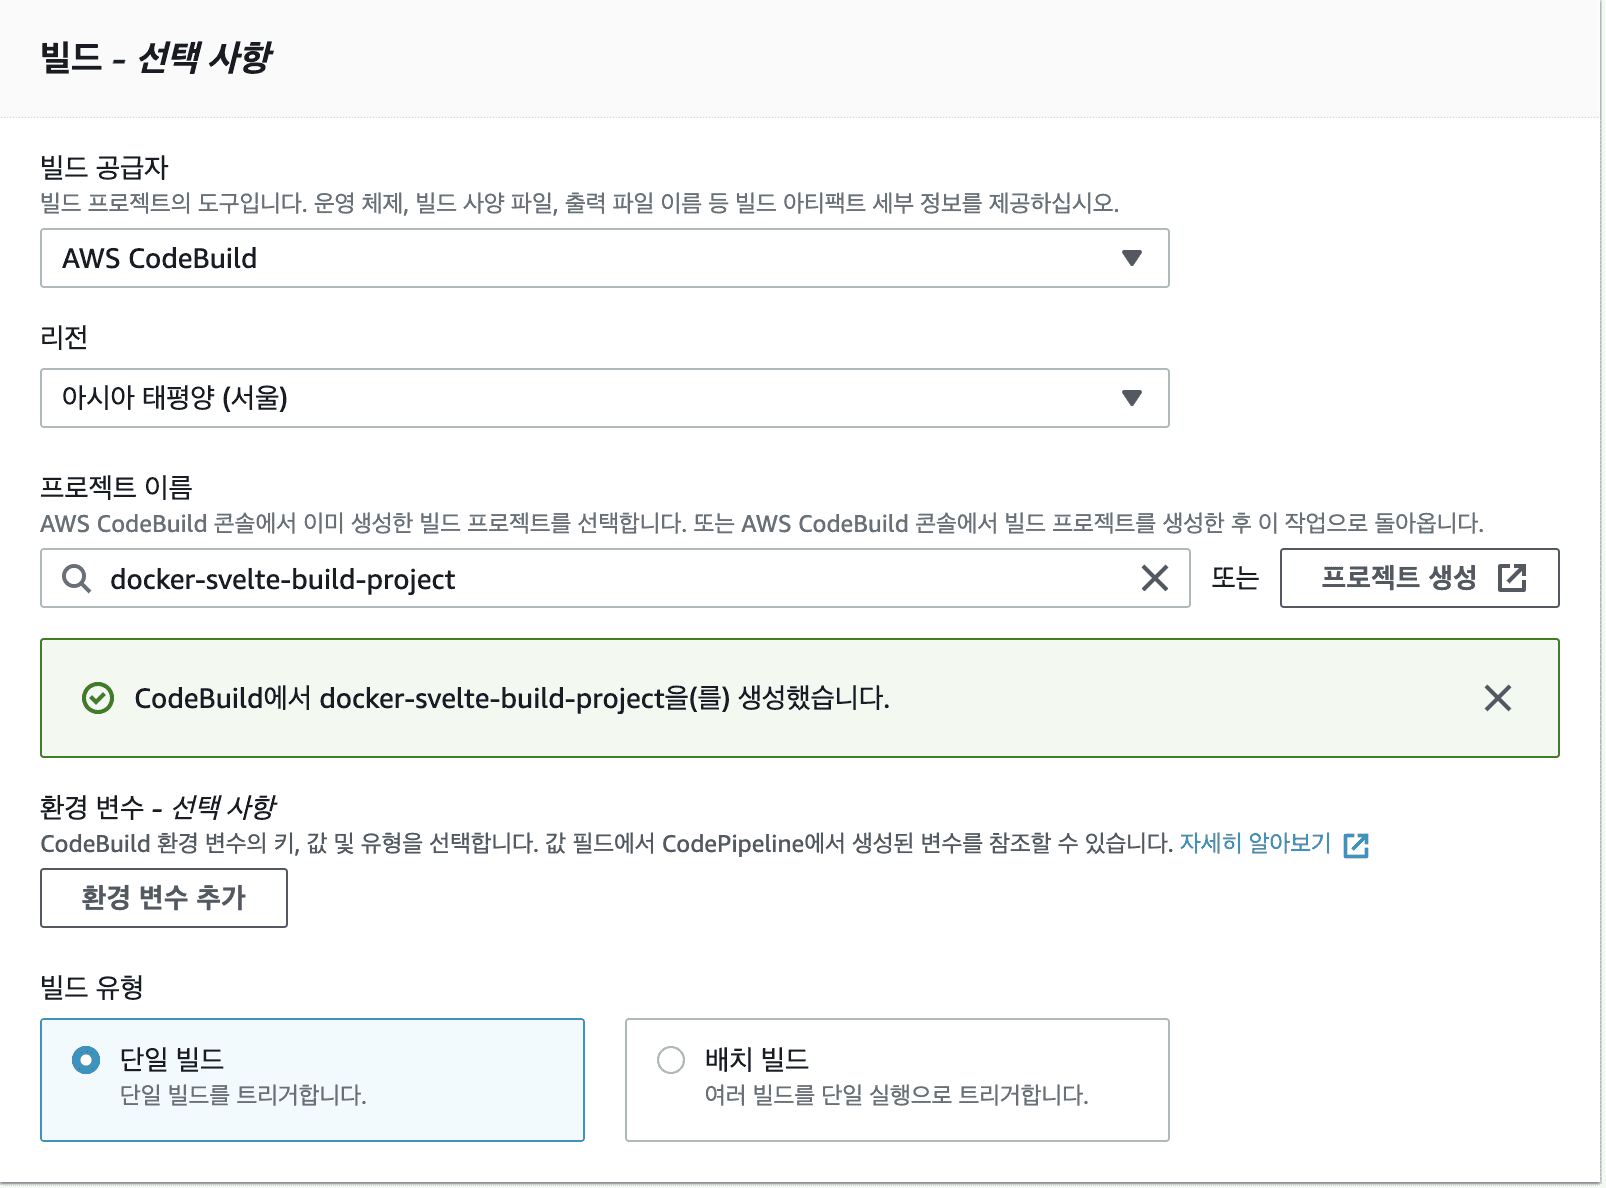 빌드 - 선택 사항
빌드 공급자
빌드 프로젝트의 도구입니다. 운영 체제, 빌드 사양 파일, 출력 파일 이름 등 빌드 아티팩트 세부 정보를 제공하십시오.
AWS CodeBuild
리전
아시아 태평양 (서울)
프로젝트 이름
AWS CodeBuild 콘솔에서 이미 생성한 빌드 프로젝트를 선택합니다. 또는 AWS CodeBuild 콘솔에서 빌드 프로젝트를 생성한 후 이 작업으로 돌아옵니다.
docker-svelte-build-project 또는 프로젝트 생성
CodeBuild에서 docker-svelte-build-project을(를) 생성했습니다.
환경 변수 - 선택 사항
CodeBuild 환경 변수의 키, 값 및 유형을 선택합니다. 값 필드에서 CodePipeline에서 생성된 변수를 참조할 수 있습니다. 자세히 알아보기
환경 변수 추가
빌드 유형
단일 빌드
단일 빌드를 트리거합니다.
배치 빌드
여러 빌드를 단일 실행으로 트리거합니다.